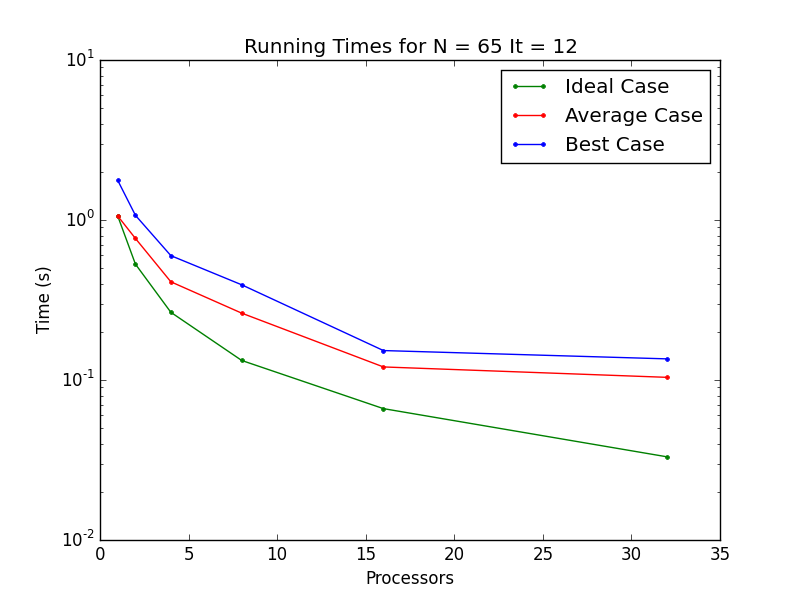 Running Times for N = 65 It = 12
Ideal Case
Average Case
Best Case
10^1
10^0
10^-1
10^-2
Time (s)
0 5 10 15 20 25 30 35
Processors